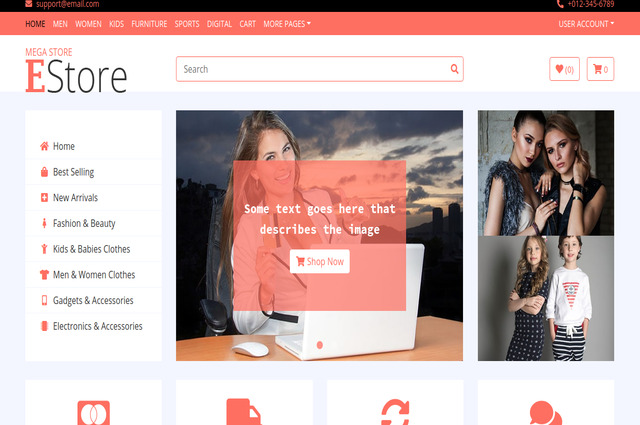 support@email.com
+012-345-6789
HOME MEN WOMEN KIDS FURNITURE SPORTS DIGITAL CART MORE PAGES
USER ACCOUNT
MEGA STORE
EStore
Search
(0)
0
Home
Best Selling
New Arrivals
Fashion & Beauty
Kids & Babies Clothes
Men & Women Clothes
Gadgets & Accessories
Electronics & Accessories
Some text goes here that
describes the image
Shop Now